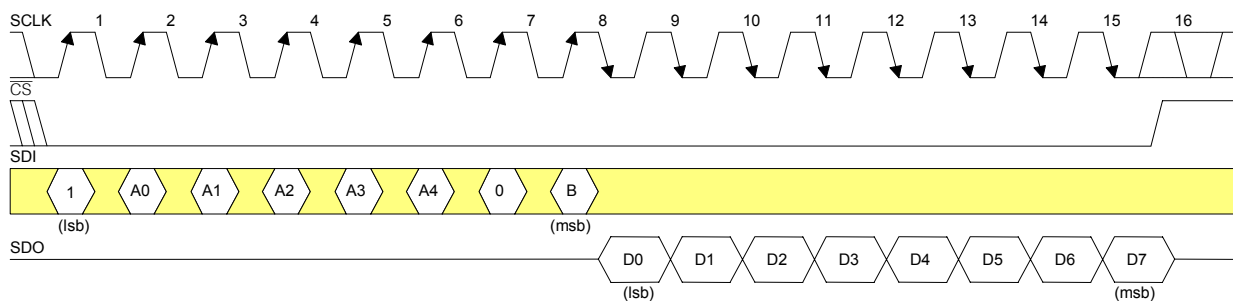 SCLK 1 2 3 4 5 6 7 8 9 10 11 12 13 14 15 16
CS
SDI
1 A0 A1 A2 A3 A4 0 B
(lsb) (msb)
SDO
D0 D1 D2 D3 D4 D5 D6 D7
(lsb) (msb)